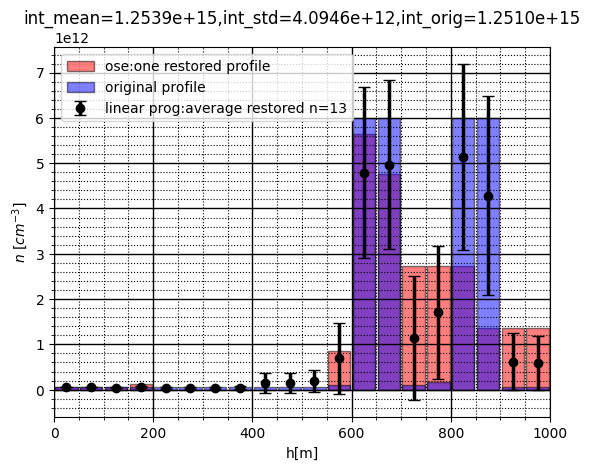 int_mean=1.2539e+15,int_std=4.0946e+12,int_orig=1.2510e+15
1e12
ose:one restored profile
original profile
linear prog:average restored n=13
7
6
5
4
3
2
1
0
n [cm⁻³]
0 200 400 600 800 1000
h[m]